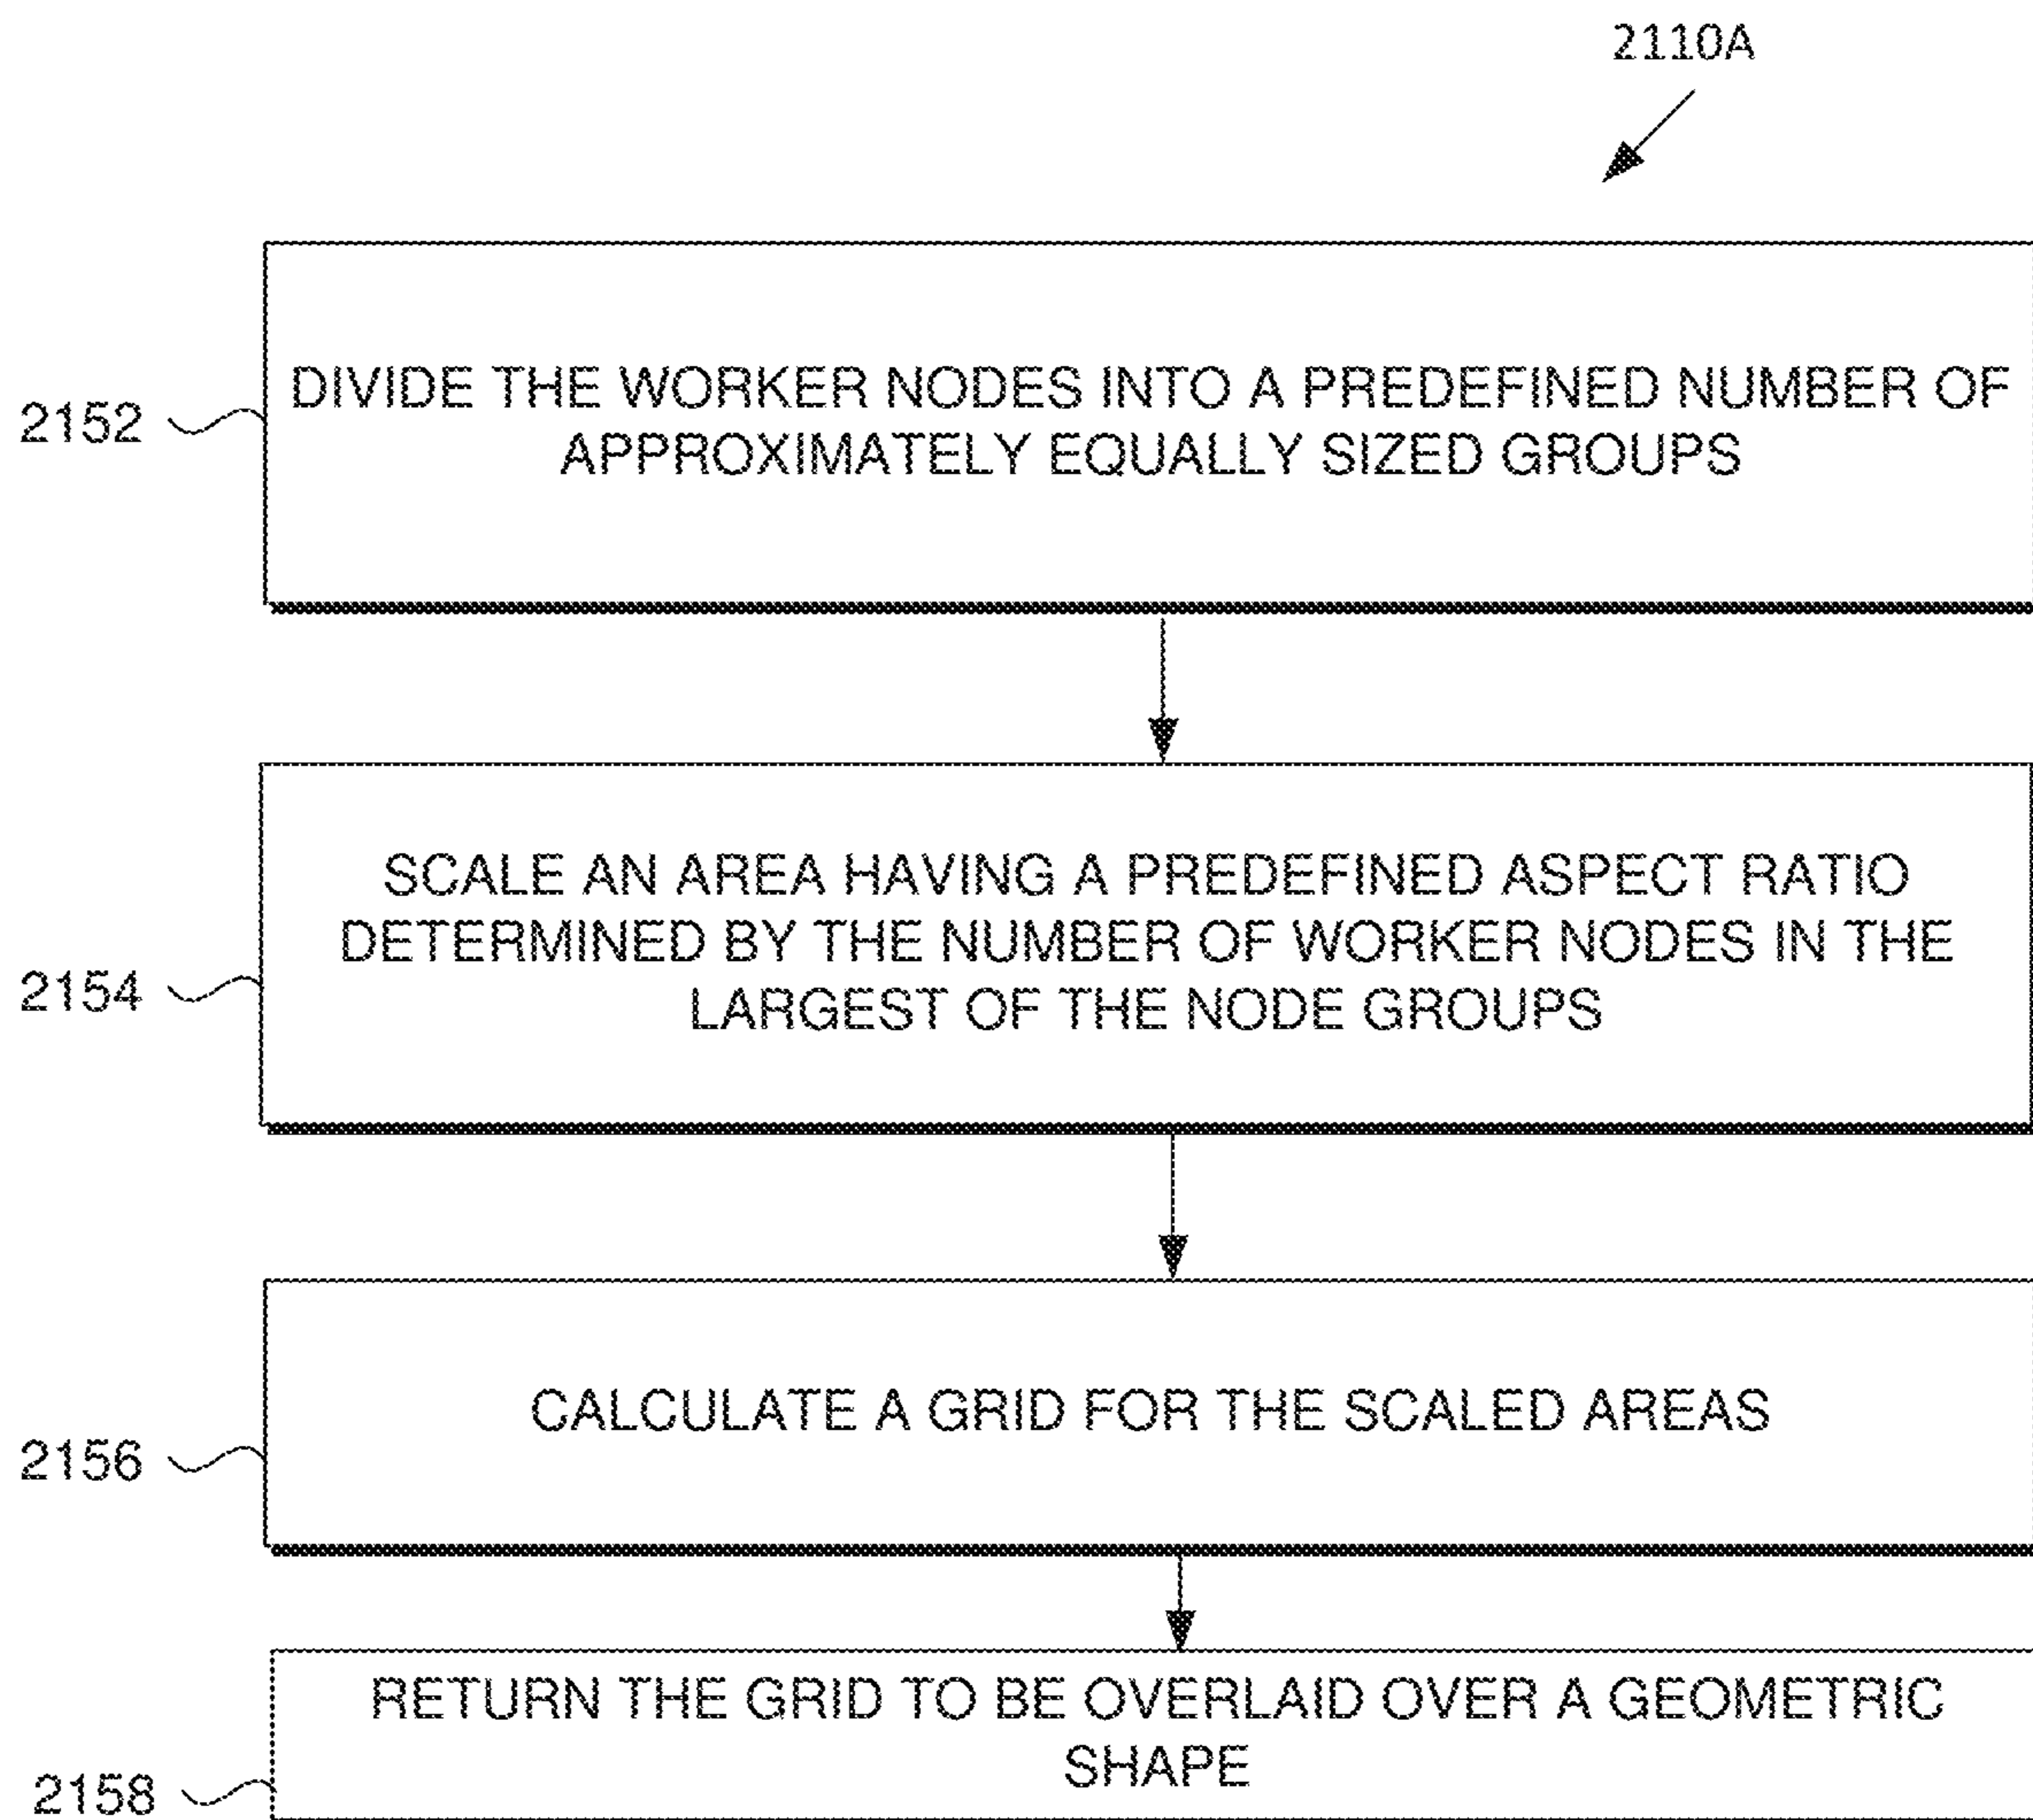 2110A
DIVIDE THE WORKER NODES INTO A PREDEFINED NUMBER OF
APPROXIMATELY EQUALLY SIZED GROUPS
2152
SCALE AN AREA HAVING A PREDEFINED ASPECT RATIO
DETERMINED BY THE NUMBER OF WORKER NODES IN THE
LARGEST OF THE NODE GROUPS
2154
CALCULATE A GRID FOR THE SCALED AREAS
2156
RETURN THE GRID TO BE OVERLAID OVER A GEOMETRIC
SHAPE
2158